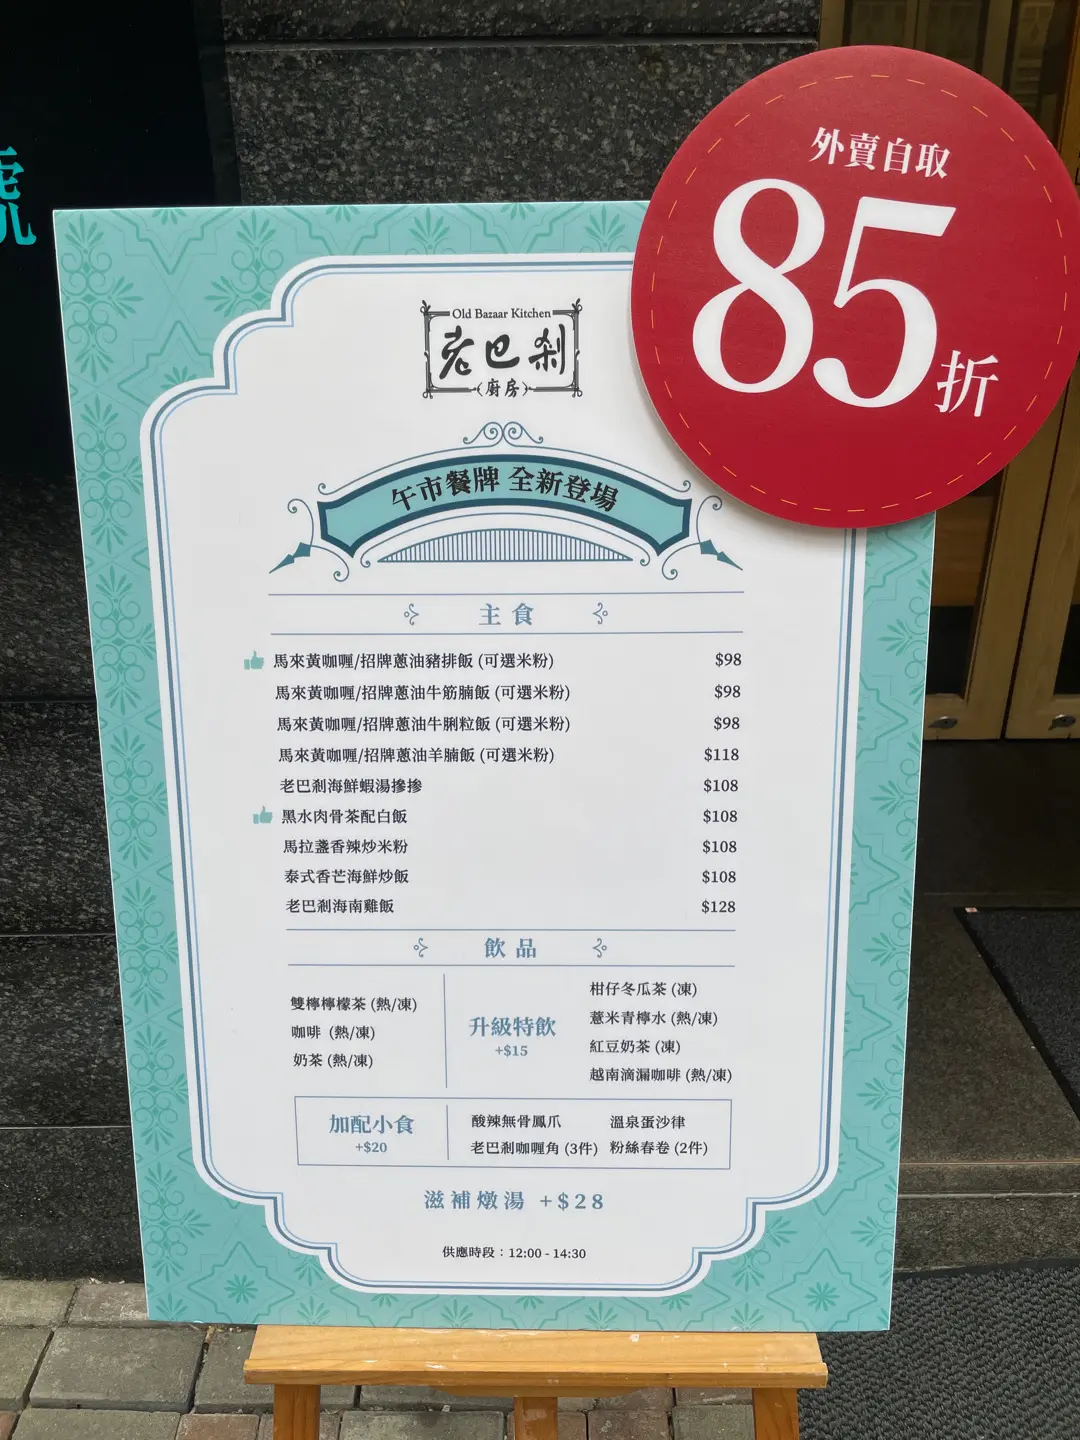 號
外賣自取
85折
Old Bazaar Kitchen
老巴剎
(廚房)
午市餐牌 全新登場
主食
馬來黃咖喱/招牌蔥油豬排飯 (可選米粉) $98
馬來黃咖喱/招牌蔥油牛筋腩飯 (可選米粉) $98
馬來黃咖喱/招牌蔥油牛脷粒飯 (可選米粉) $98
馬來黃咖喱/招牌蔥油羊腩飯 (可選米粉) $118
老巴剎海鮮蝦湯摻摻 $108
黑水肉骨茶配白飯 $108
馬拉盞香辣炒米粉 $108
泰式香芒海鮮炒飯 $108
老巴剎海南雞飯 $128
飲品
雙檸檸檬茶 (熱/凍)
咖啡 (熱/凍)
奶茶 (熱/凍)
升級特飲
+$15
柑仔冬瓜茶 (凍)
薏米青檸水 (熱/凍)
紅豆奶茶 (凍)
越南滴漏咖啡 (熱/凍)
加配小食
+$20
酸辣無骨鳳爪 溫泉蛋沙律
老巴剎咖喱角 (3件) 粉絲春卷 (2件)
滋補燉湯 +$28
供應時段：12:00 - 14:30